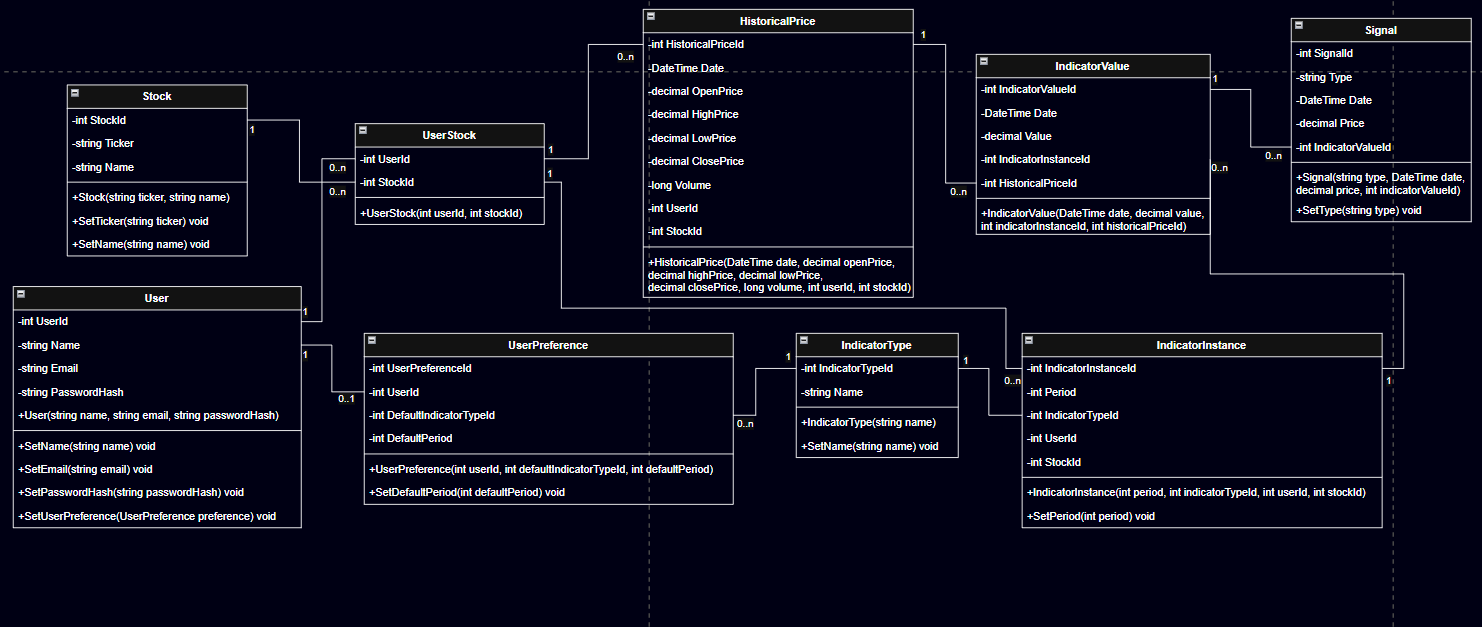 HistoricalPrice
-int HistoricalPriceId
-DateTime Date
-decimal OpenPrice
-decimal HighPrice
-decimal LowPrice
-decimal ClosePrice
-long Volume
-int UserId
-int StockId
+HistoricalPrice(DateTime date, decimal openPrice,
decimal highPrice, decimal lowPrice,
decimal closePrice, long volume, int userId, int stockId)
1
0..n
Signal
-int SignalId
-string Type
-DateTime Date
-decimal Price
-int IndicatorValueId
+Signal(string type, DateTime date,
decimal price, int indicatorValueId)
+SetType(string type) void
0..n
IndicatorValue
-int IndicatorValueId
-DateTime Date
-decimal Value
-int IndicatorInstanceId
-int HistoricalPriceId
+IndicatorValue(DateTime date, decimal value,
int indicatorInstanceId, int historicalPriceId)
1
0..n
0..n
Stock
-int StockId
-string Ticker
-string Name
+Stock(string ticker, string name)
+SetTicker(string ticker) void
+SetName(string name) void
1
UserStock
-int UserId
-int StockId
+UserStock(int userId, int stockId)
0..n
0..n
1
1
User
-int UserId
-string Name
-string Email
-string PasswordHash
+User(string name, string email, string passwordHash)
+SetName(string name) void
+SetEmail(string email) void
+SetPasswordHash(string passwordHash) void
+SetUserPreference(UserPreference preference) void
1
1
UserPreference
-int UserPreferenceId
-int UserId
-int DefaultIndicatorTypeId
-int DefaultPeriod
+UserPreference(int userId, int defaultIndicatorTypeId, int defaultPeriod)
+SetDefaultPeriod(int defaultPeriod) void
0..1
0..n
IndicatorType
-int IndicatorTypeId
-string Name
+IndicatorType(string name)
+SetName(string name) void
1
1
IndicatorInstance
-int IndicatorInstanceId
-int Period
-int IndicatorTypeId
-int UserId
-int StockId
+IndicatorInstance(int period, int indicatorTypeId, int userId, int stockId)
+SetPeriod(int period) void
0..n
1